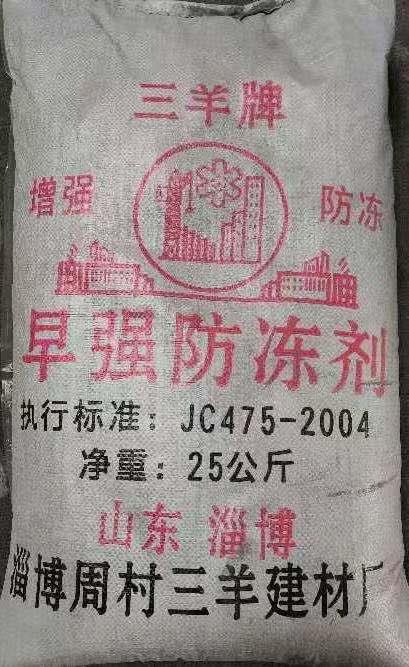 三羊牌
增强 防冻
早强防冻剂
执行标准：JC475-2004
净重：25公斤
山东 淄博
淄博周村三羊建材厂